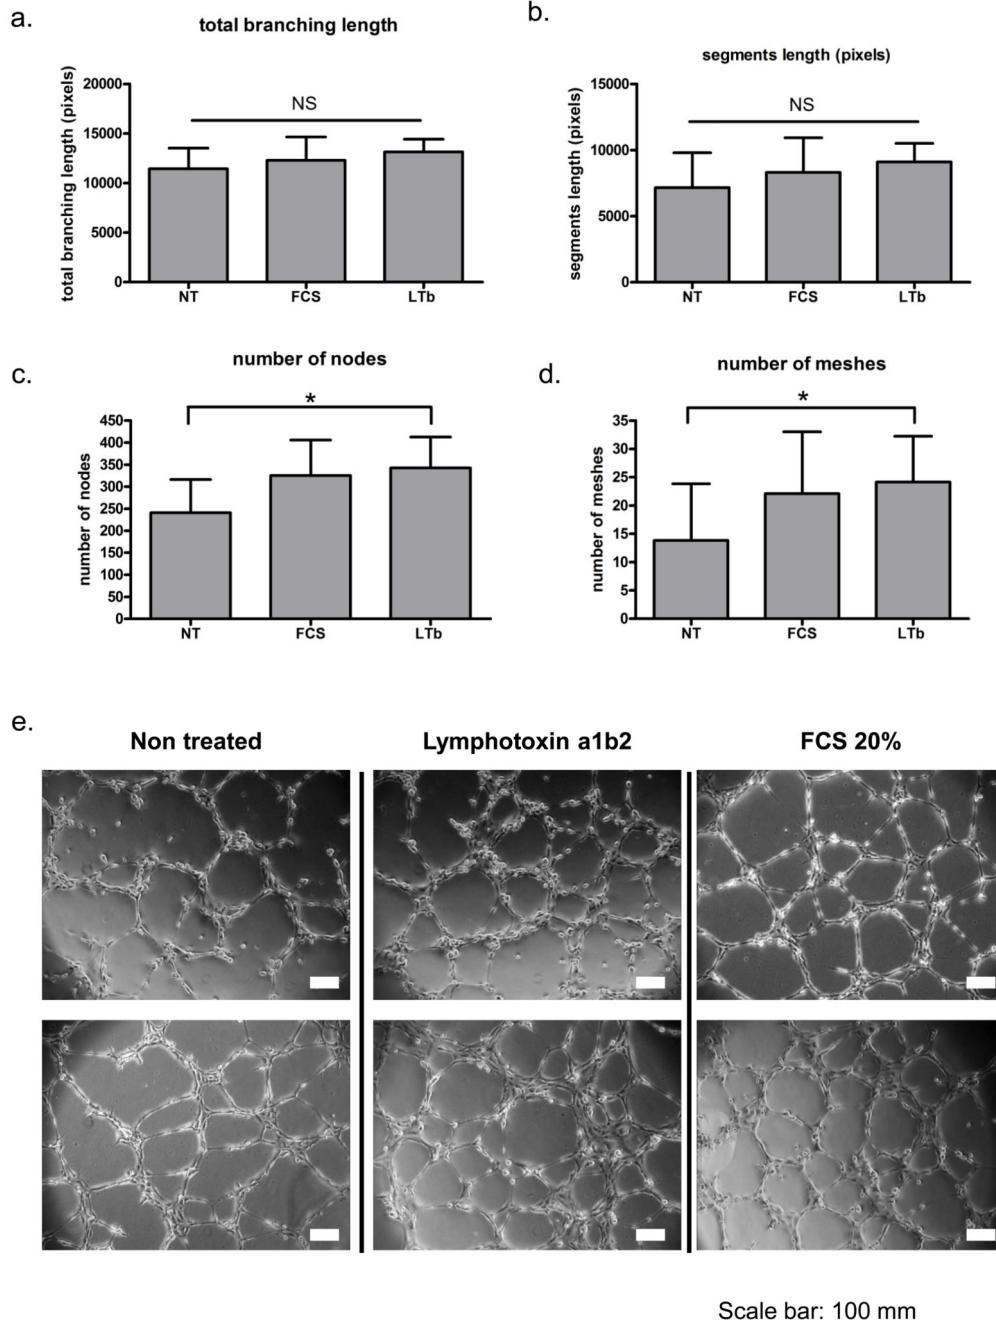 a.
total branching length
total branching length (pixels)
20000
15000
10000
5000
0
NS
NT FCS LTb
b.
segments length (pixels)
segments length (pixels)
15000
10000
5000
0
NS
NT FCS LTb
c.
number of nodes
number of nodes
450
400
350
300
250
200
150
100
50
0
*
NT FCS LTb
d.
number of meshes
number of meshes
35
30
25
20
15
10
5
0
*
NT FCS LTb
e.
Non treated Lymphotoxin a1b2 FCS 20%
Scale bar: 100 mm